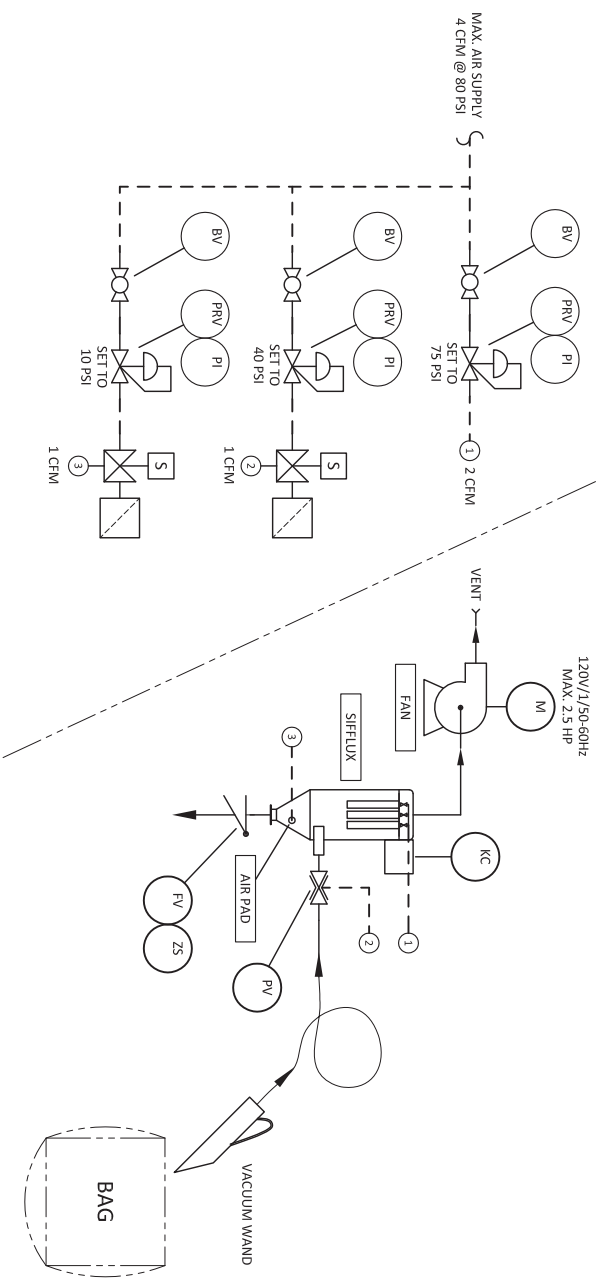 MAX. AIR SUPPLY
4 CFM @ 80 PSI
BV
PRV
PI
SET TO
75 PSI
1
2 CFM
BV
PRV
PI
SET TO
40 PSI
S
2
1 CFM
BV
PRV
PI
SET TO
10 PSI
S
3
1 CFM
120V/1/50-60Hz
MAX. 2.5 HP
M
VENT
FAN
KC
SIFFLUX
1
2
3
AIR PAD
PV
FV
ZS
VACUUM WAND
BAG